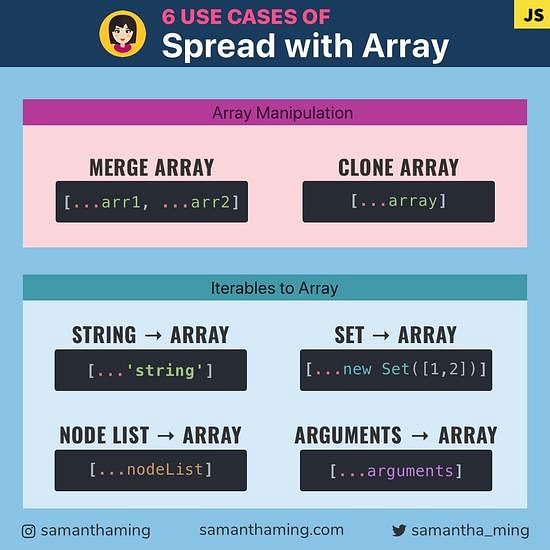 6 USE CASES OF
Spread with Array
JS
Array Manipulation
MERGE ARRAY
[...arr1, ...arr2]
CLONE ARRAY
[...array]
Iterables to Array
STRING → ARRAY
[...'string']
SET → ARRAY
[...new Set([1,2])]
NODE LIST → ARRAY
[...nodeList]
ARGUMENTS → ARRAY
[...arguments]
samanthaming
samanthaming.com
samantha_ming